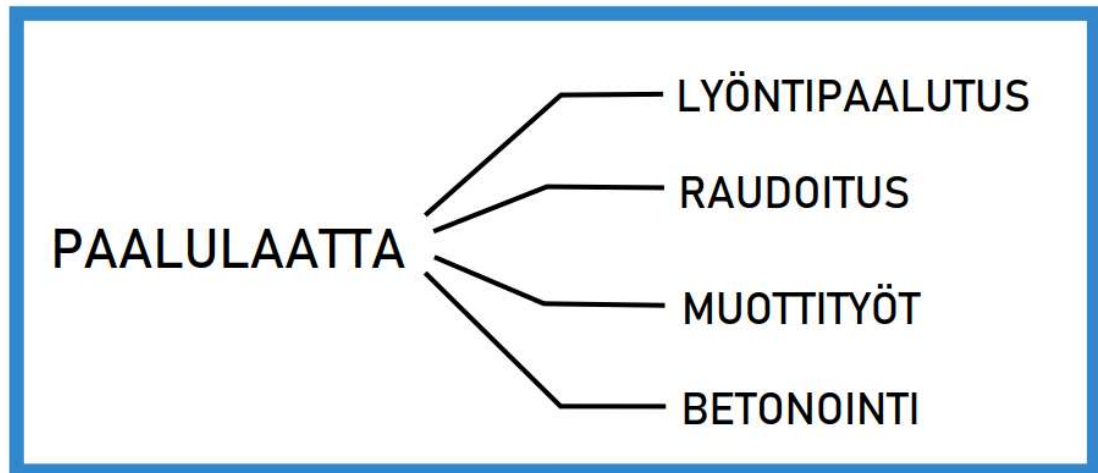 PAALULAATTA
LYÖNTIPAALUTUS
RAUDOITUS
MUOTTITYÖT
BETONOINTI